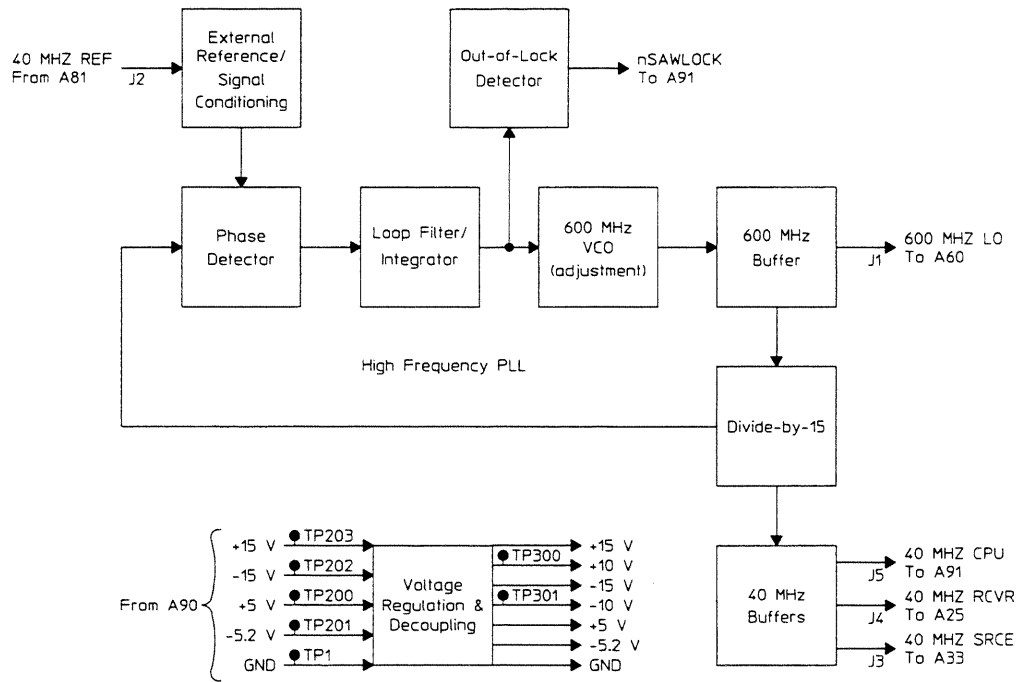 External
Reference/
Signal
Conditioning
40 MHZ REF
From A81
J2
Out-of-Lock
Detector
nSAWLOCK
To A91
Phase
Detector
Loop Filter/
Integrator
600 MHz
VCO
(adjustment)
600 MHz
Buffer
J1
600 MHZ LO
To A60
High Frequency PLL
Divide-by-15
40 MHz
Buffers
J5
40 MHZ CPU
To A91
J4
40 MHZ RCVR
To A25
J3
40 MHZ SRCE
To A33
From A90
+15 V
TP203
-15 V
TP202
+5 V
TP200
-5.2 V
TP201
GND
TP1
Voltage
Regulation &
Decoupling
+15 V
TP300
+10 V
-15 V
TP301
-10 V
+5 V
-5.2 V
GND